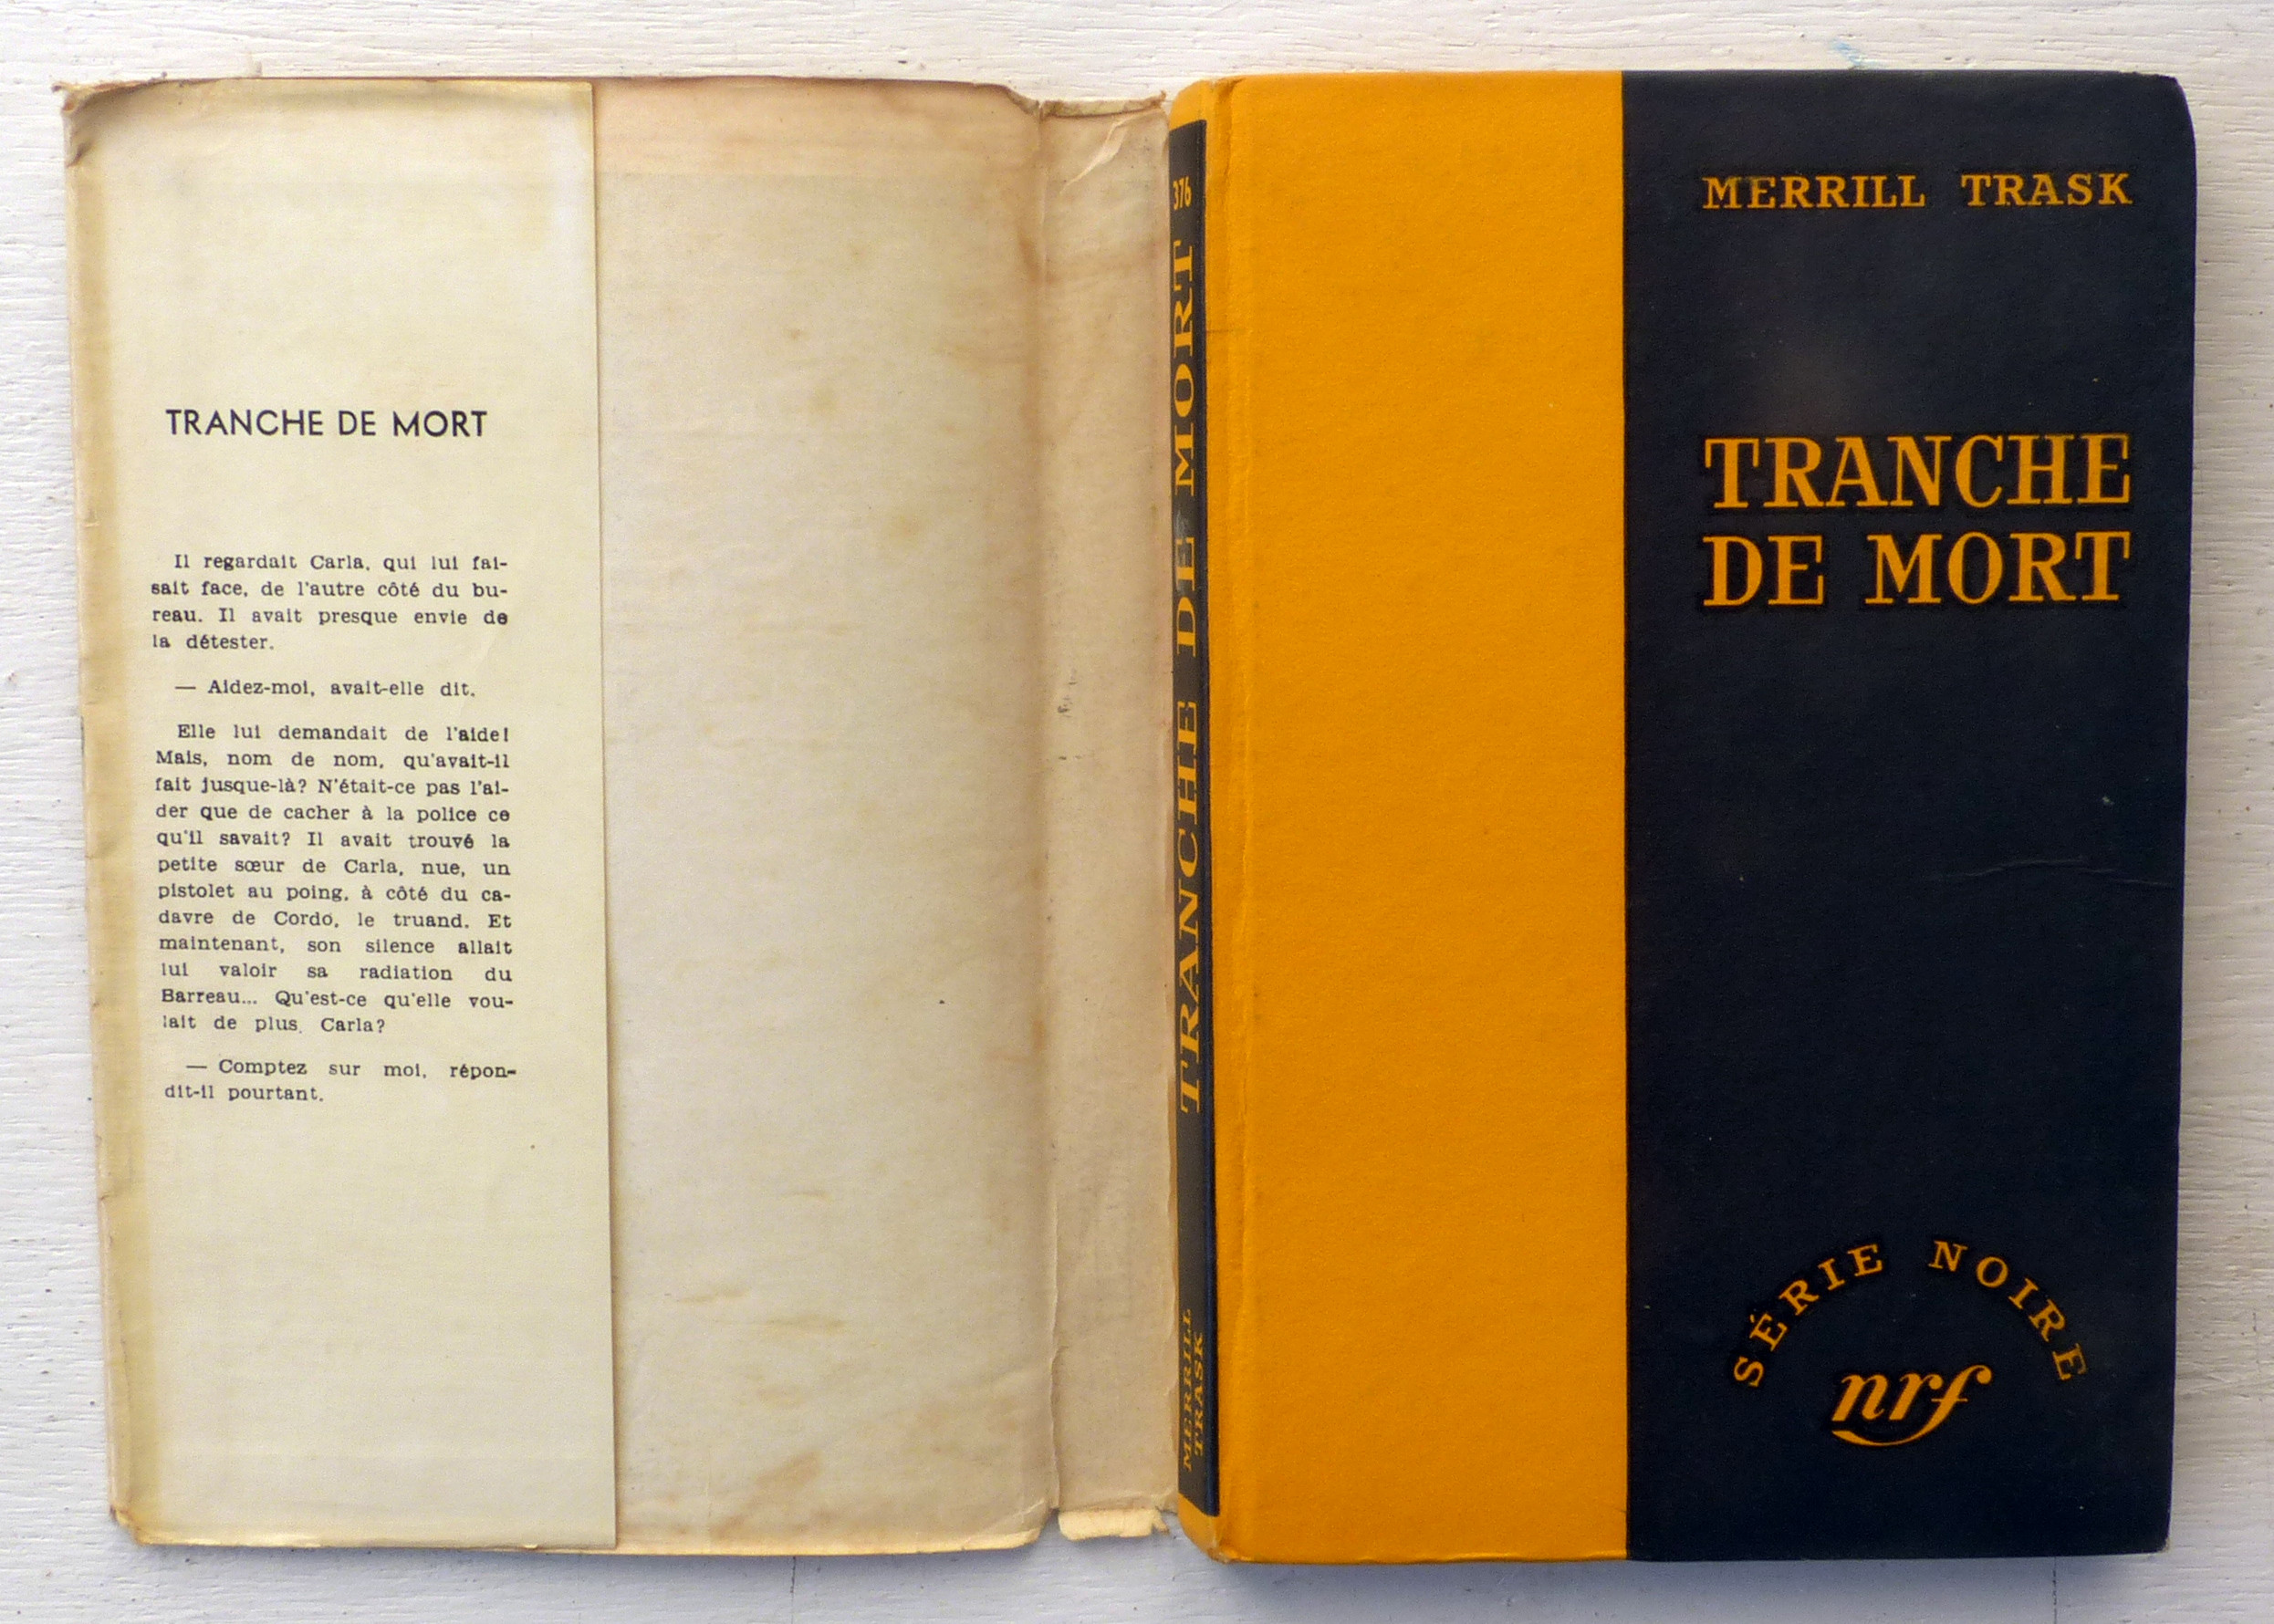 TRANCHE DE MORT
Il regardait Carla, qui lui fai-
sait face, de l'autre côté du bu-
reau. Il avait presque envie de
la détester.
— Aidez-moi, avait-elle dit.
Elle lui demandait de l'aide!
Mais, nom de nom, qu'avait-il
fait jusque-là? N'était-ce pas l'ai-
der que de cacher à la police ce
qu'il savait? Il avait trouvé la
petite sœur de Carla, nue, un
pistolet au poing, à côté du ca-
davre de Cordo, le truand. Et
maintenant, son silence allait
lui valoir sa radiation du
Barreau... Qu'est-ce qu'elle vou-
lait de plus, Carla?
— Comptez sur moi, répon-
dit-il pourtant.
376
TRANCHE DE MORT
MERRILL
TRASK
MERRILL TRASK
TRANCHE
DE MORT
SÉRIE NOIRE
nrf